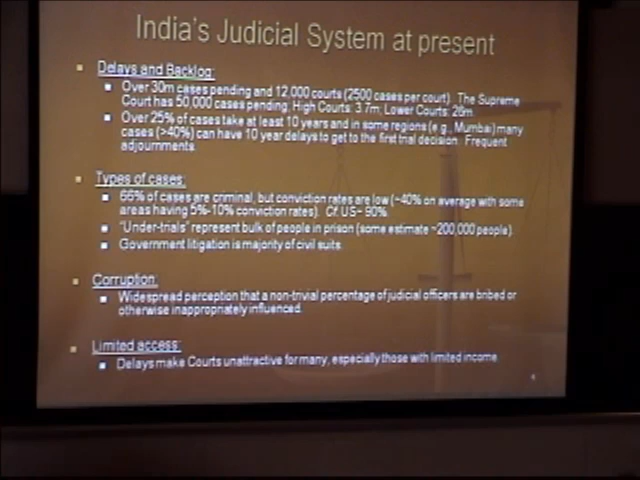 India's Judicial System at present
Delays and Backlog:
Over 30m cases pending and 12,000 courts (2500 cases per court). The Supreme
Court has 50,000 cases pending; High Courts: 3.7m; Lower Courts: 26m
Over 25% of cases take at least 10 years and in some regions (e.g., Mumbai) many
cases (>40%) can have 10 year delays to get to the first trial decision. Frequent
adjournments.
Types of cases:
66% of cases are criminal, but conviction rates are low (~40% on average with some
areas having 5%-10% conviction rates). Cf. US~ 90%
"Under-trials" represent bulk of people in prison (some estimate ~200,000 people).
Government litigation is majority of civil suits.
Corruption:
Widespread perception that a non-trivial percentage of judicial officers are bribed or
otherwise inappropriately influenced.
Limited access:
Delays make Courts unattractive for many, especially those with limited income.
4